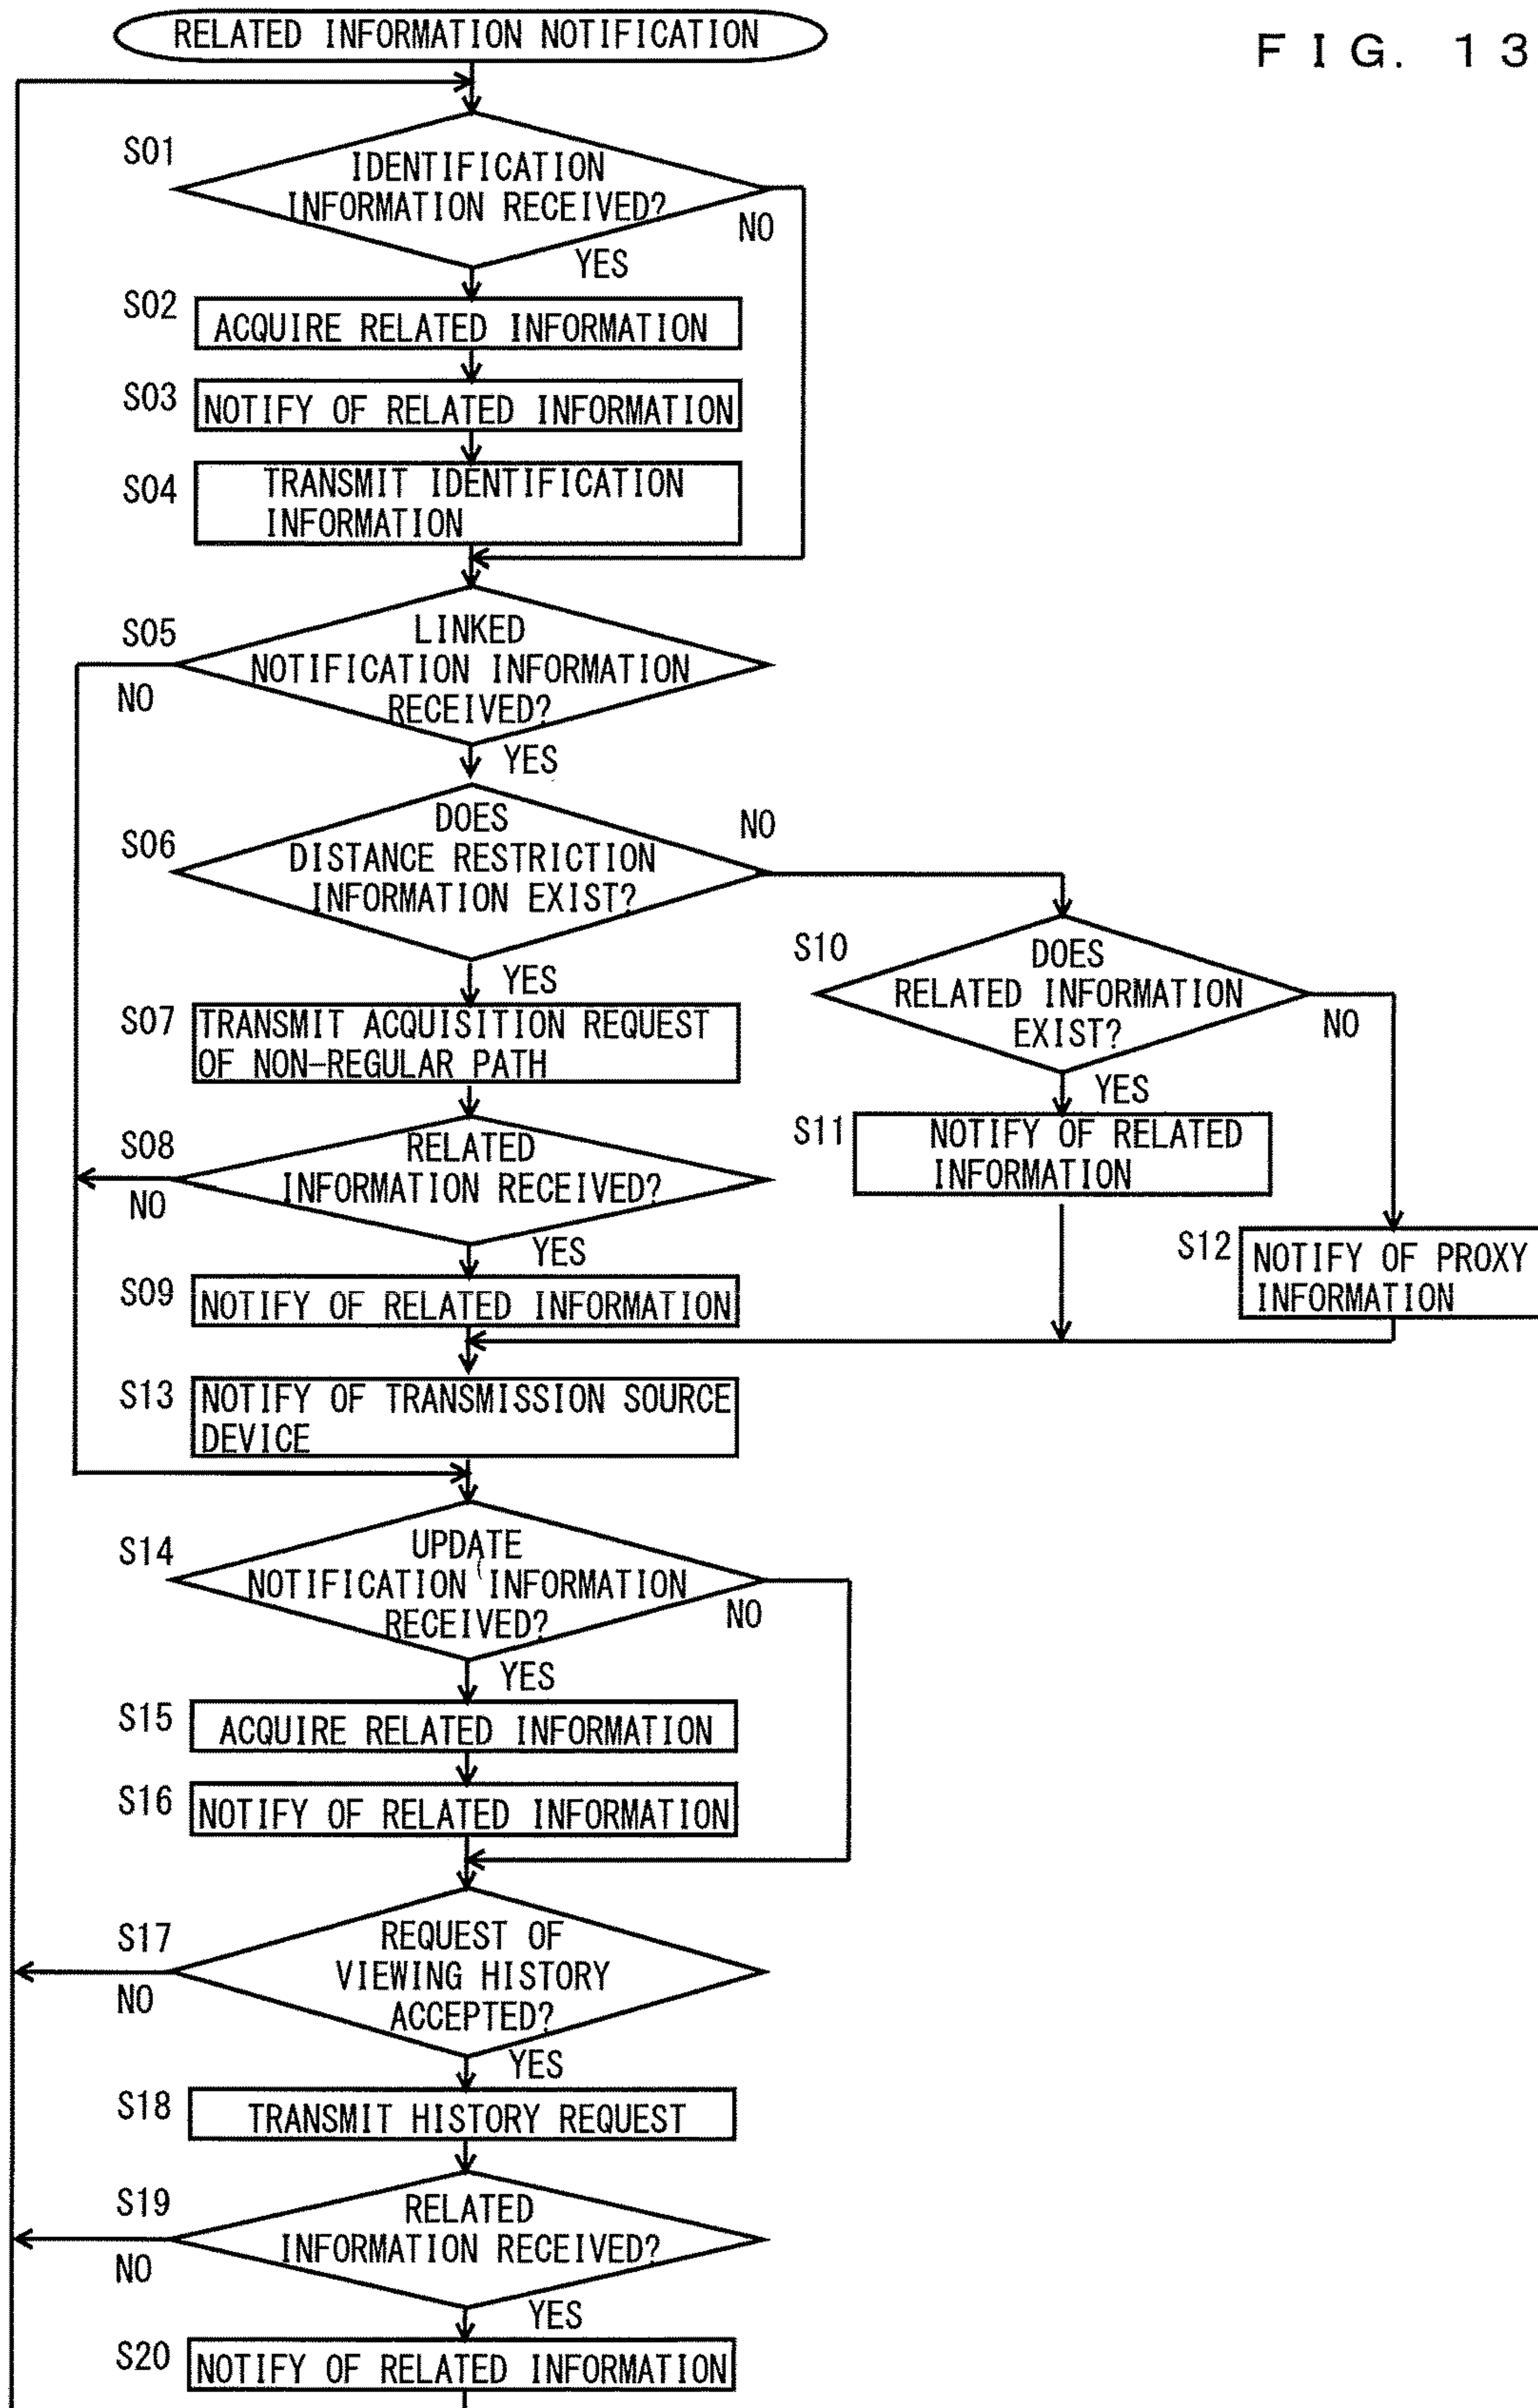 RELATED INFORMATION NOTIFICATION
FIG. 13
S01
IDENTIFICATION
INFORMATION RECEIVED?
NO
YES
S02
ACQUIRE RELATED INFORMATION
S03
NOTIFY OF RELATED INFORMATION
S04
TRANSMIT IDENTIFICATION
INFORMATION
S05
LINKED
NOTIFICATION INFORMATION
RECEIVED?
NO
YES
S06
DOES
DISTANCE RESTRICTION
INFORMATION EXIST?
NO
YES
S10
DOES
RELATED INFORMATION
EXIST?
NO
YES
S07
TRANSMIT ACQUISITION REQUEST
OF NON-REGULAR PATH
S11
NOTIFY OF RELATED
INFORMATION
S08
RELATED
INFORMATION RECEIVED?
NO
YES
S12
NOTIFY OF PROXY
INFORMATION
S09
NOTIFY OF RELATED INFORMATION
S13
NOTIFY OF TRANSMISSION SOURCE
DEVICE
S14
UPDATE
NOTIFICATION INFORMATION
RECEIVED?
NO
YES
S15
ACQUIRE RELATED INFORMATION
S16
NOTIFY OF RELATED INFORMATION
S17
REQUEST OF
VIEWING HISTORY
ACCEPTED?
NO
YES
S18
TRANSMIT HISTORY REQUEST
S19
RELATED
INFORMATION RECEIVED?
NO
YES
S20
NOTIFY OF RELATED INFORMATION